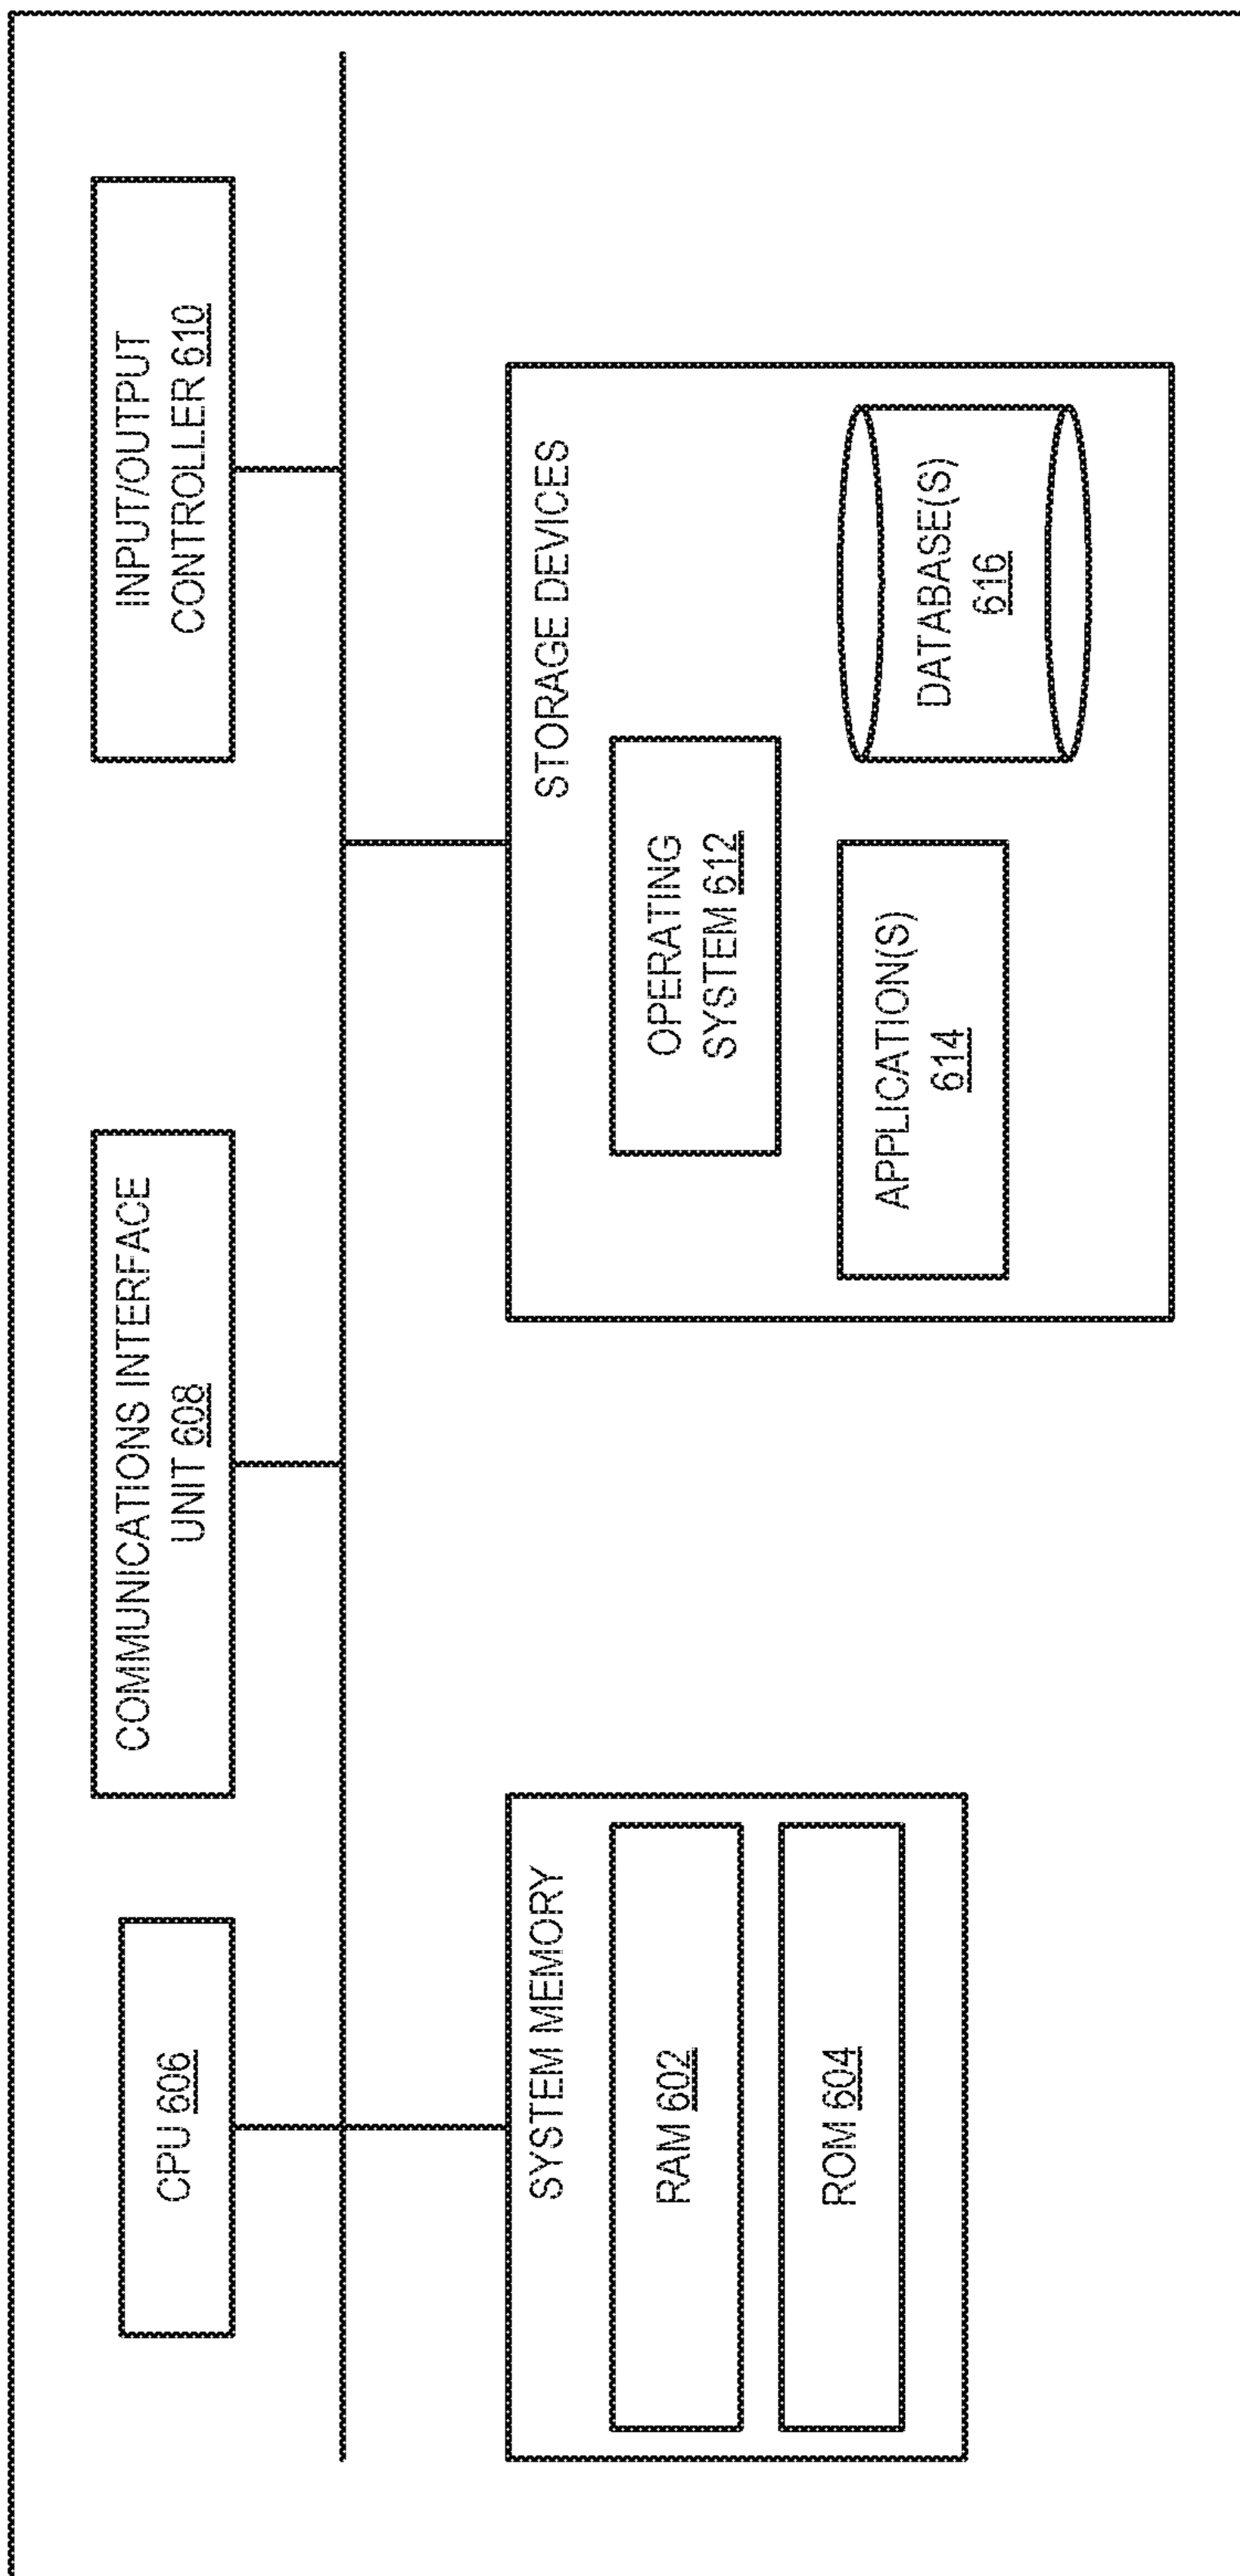 CPU 606
COMMUNICATIONS INTERFACE
UNIT 608
INPUT/OUTPUT
CONTROLLER 610
SYSTEM MEMORY
RAM 602
ROM 604
STORAGE DEVICES
OPERATING
SYSTEM 612
APPLICATION(S)
614
DATABASE(S)
616